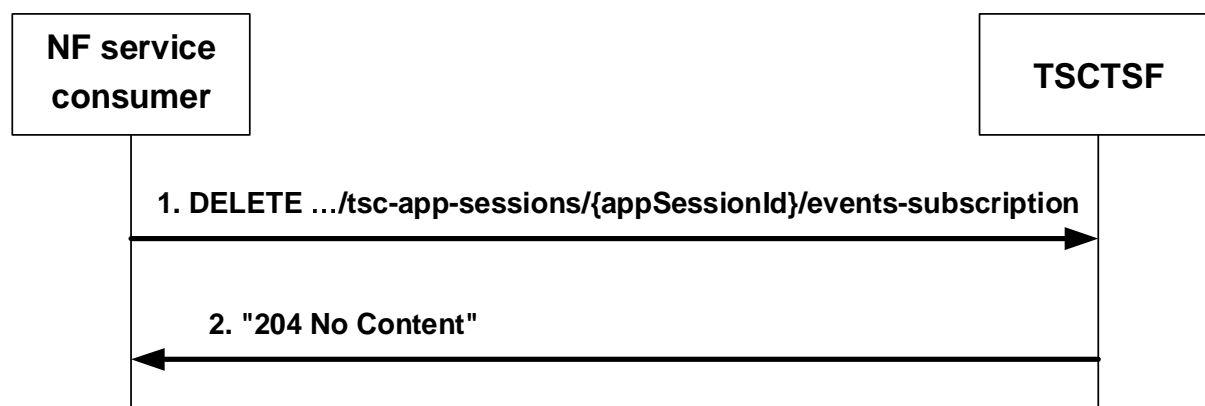 NF service
consumer
TSCTSF
1. DELETE …/tsc-app-sessions/{appSessionId}/events-subscription
2. "204 No Content"